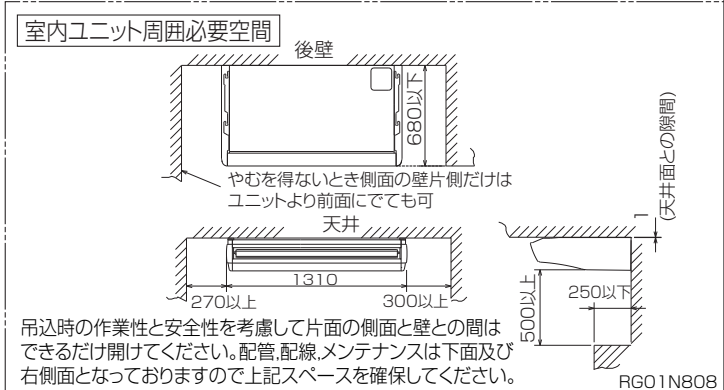 室内ユニット周囲必要空間
後壁
680以下
やむを得ないとき側面の壁片側だけは
ユニットより前面にでても可
天井
1
(天井面との隙間)
1310
270以上
300以上
500以上
250以下
吊込時の作業性と安全性を考慮して片面の側面と壁との間は
できるだけ開けてください。配管,配線,メンテナンスは下面及び
右側面となっておりますので上記スペースを確保してください。
RG01N808